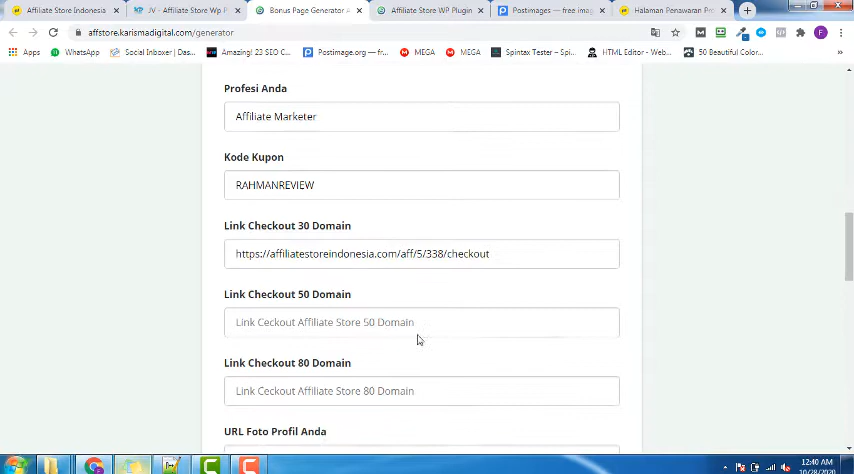 Affiliate Store Indonesia
JV - Affiliate Store Wp P
Bonus Page Generator A
Affiliate Store WP Plugin
Postimages — free imag
Halaman Penawaran Pro
affstore.karismadigital.com/generator
Apps
WhatsApp
Social Inboxer | Das...
Amazing! 23 SEO C...
Postimage.org — fr...
MEGA
MEGA
Spintax Tester – Spi...
HTML Editor - Web...
50 Beautiful Color...
Profesi Anda
Affiliate Marketer
Kode Kupon
RAHMANREVIEW
Link Checkout 30 Domain
https://affiliatestoreindonesia.com/aff/5/338/checkout
Link Checkout 50 Domain
Link Ceckout Affiliate Store 50 Domain
Link Checkout 80 Domain
Link Ceckout Affiliate Store 80 Domain
URL Foto Profil Anda
12:40 AM
10/28/2020